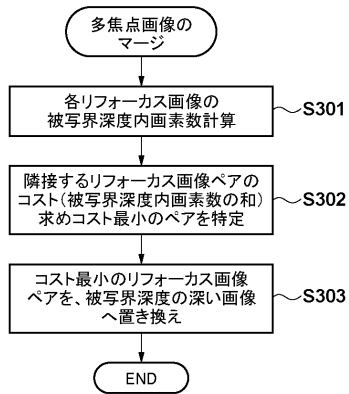 多焦点画像の
マージ
各リフォーカス画像の
被写界深度内画素数計算
S301
隣接するリフォーカス画像ペアの
コスト(被写界深度内画素数の和)
求めコスト最小のペアを特定
S302
コスト最小のリフォーカス画像
ペアを、被写界深度の深い画像
へ置き換え
S303
END